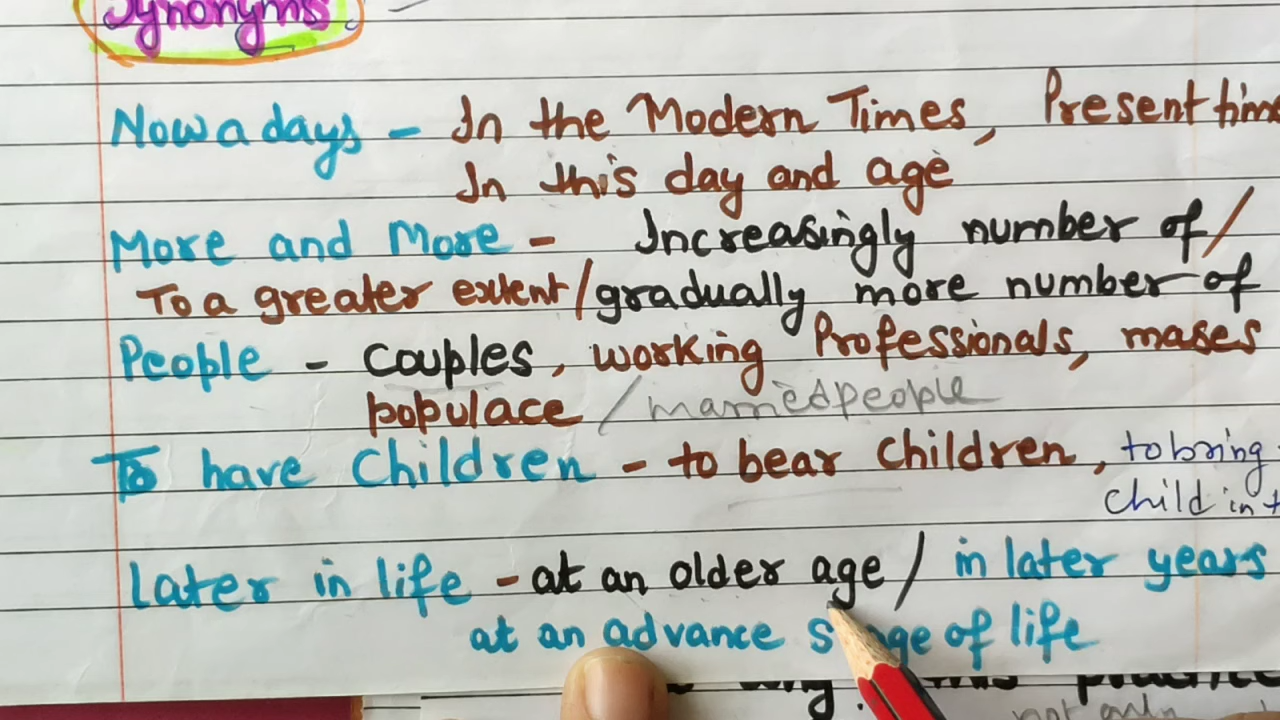 Synonyms
Nowadays - In the Modern Times, Present time
In this day and age
More and More - Increasingly number of/
To a greater extent/gradually more number of
People - couples, working Professionals, mases
populace / married people
To have Children - to bear children, to bring
child in t
Later in life - at an older age / in later years
at an advance stage of life
not only